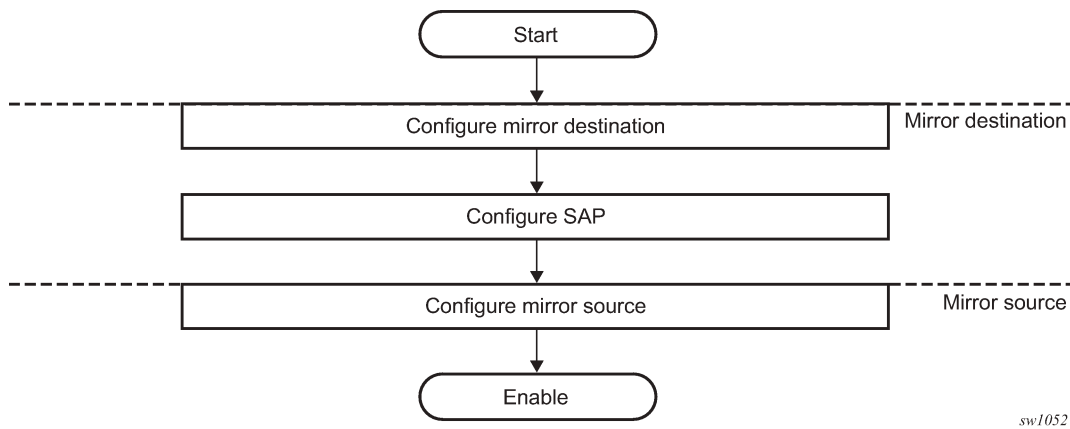 Start
Configure mirror destination
Mirror destination
Configure SAP
Configure mirror source
Mirror source
Enable
sw1052